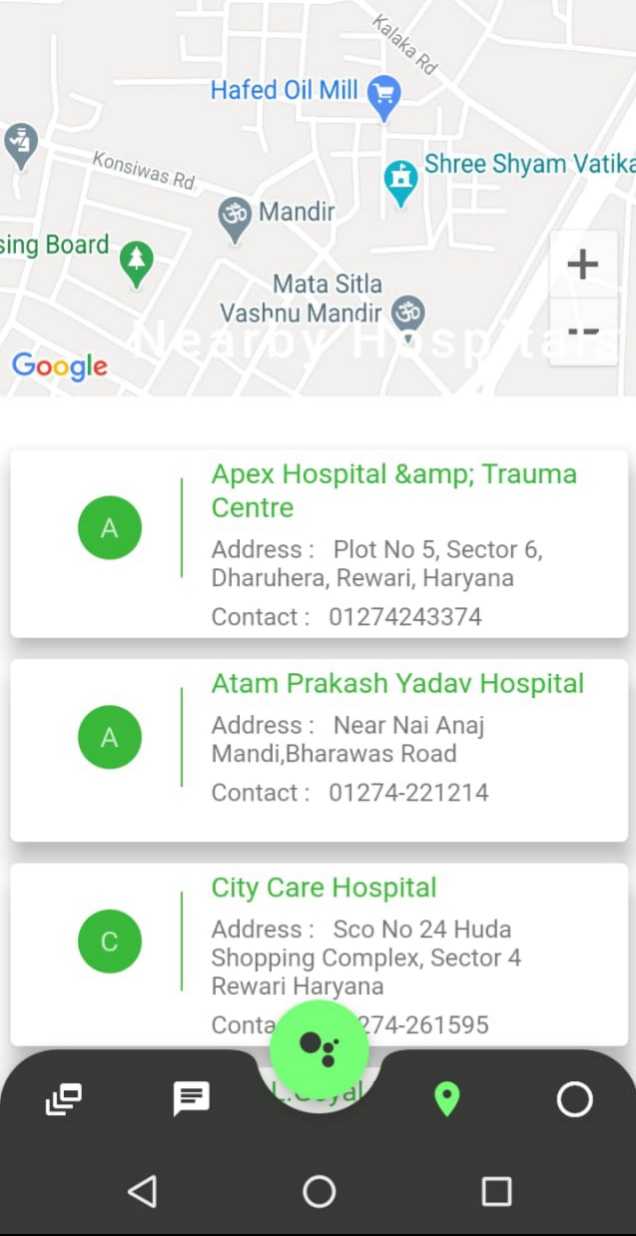 Kalaka Rd
Hafed Oil Mill
Konsiwas Rd
Shree Shyam Vatika
Mandir
sing Board
Mata Sitla
Vashnu Mandir
Nearby Hospitals
Google
Apex Hospital &amp; Trauma
Centre
A
Address : Plot No 5, Sector 6,
Dharuhera, Rewari, Haryana
Contact : 01274243374
Atam Prakash Yadav Hospital
A
Address : Near Nai Anaj
Mandi,Bharawas Road
Contact : 01274-221214
City Care Hospital
C
Address : Sco No 24 Huda
Shopping Complex, Sector 4
Rewari Haryana
Conta 274-261595
L.Goyal